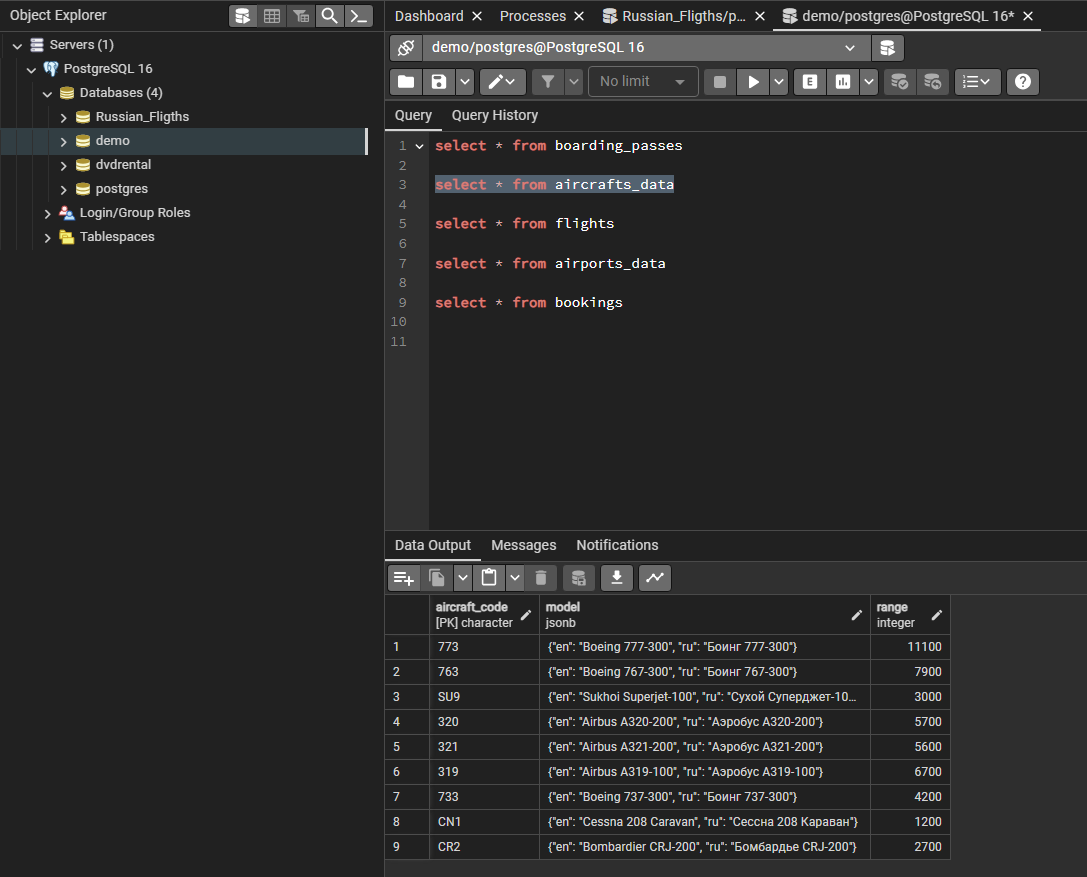 Object Explorer
Servers (1)
PostgreSQL 16
Databases (4)
Russian_Fligths
demo
dvdrental
postgres
Login/Group Roles
Tablespaces
Dashboard Processes Russian_Fligths/p... demo/postgres@PostgreSQL 16*
demo/postgres@PostgreSQL 16
No limit E
Query Query History
1 select * from boarding_passes
2
3 select * from aircrafts_data
4
5 select * from flights
6
7 select * from airports_data
8
9 select * from bookings
10
11
Data Output Messages Notifications
aircraft_code model range
[PK] character jsonb integer
1 773 {"en": "Boeing 777-300", "ru": "Боинг 777-300"} 11100
2 763 {"en": "Boeing 767-300", "ru": "Боинг 767-300"} 7900
3 SU9 {"en": "Sukhoi Superjet-100", "ru": "Сухой Суперджет-10... 3000
4 320 {"en": "Airbus A320-200", "ru": "Аэробус A320-200"} 5700
5 321 {"en": "Airbus A321-200", "ru": "Аэробус A321-200"} 5600
6 319 {"en": "Airbus A319-100", "ru": "Аэробус A319-100"} 6700
7 733 {"en": "Boeing 737-300", "ru": "Боинг 737-300"} 4200
8 CN1 {"en": "Cessna 208 Caravan", "ru": "Сессна 208 Караван"} 1200
9 CR2 {"en": "Bombardier CRJ-200", "ru": "Бомбардье CRJ-200"} 2700